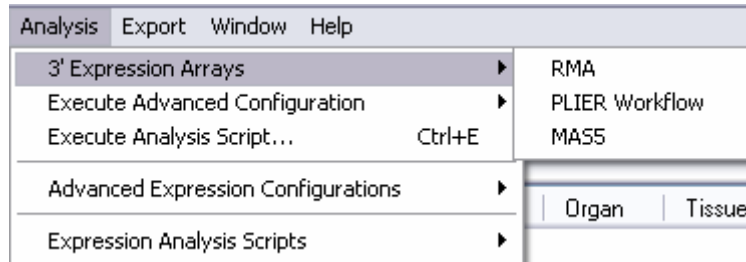 Analysis Export Window Help
3' Expression Arrays
RMA
Execute Advanced Configuration
PLIER Workflow
Execute Analysis Script... Ctrl+E
MAS5
Advanced Expression Configurations
Organ Tissue
Expression Analysis Scripts